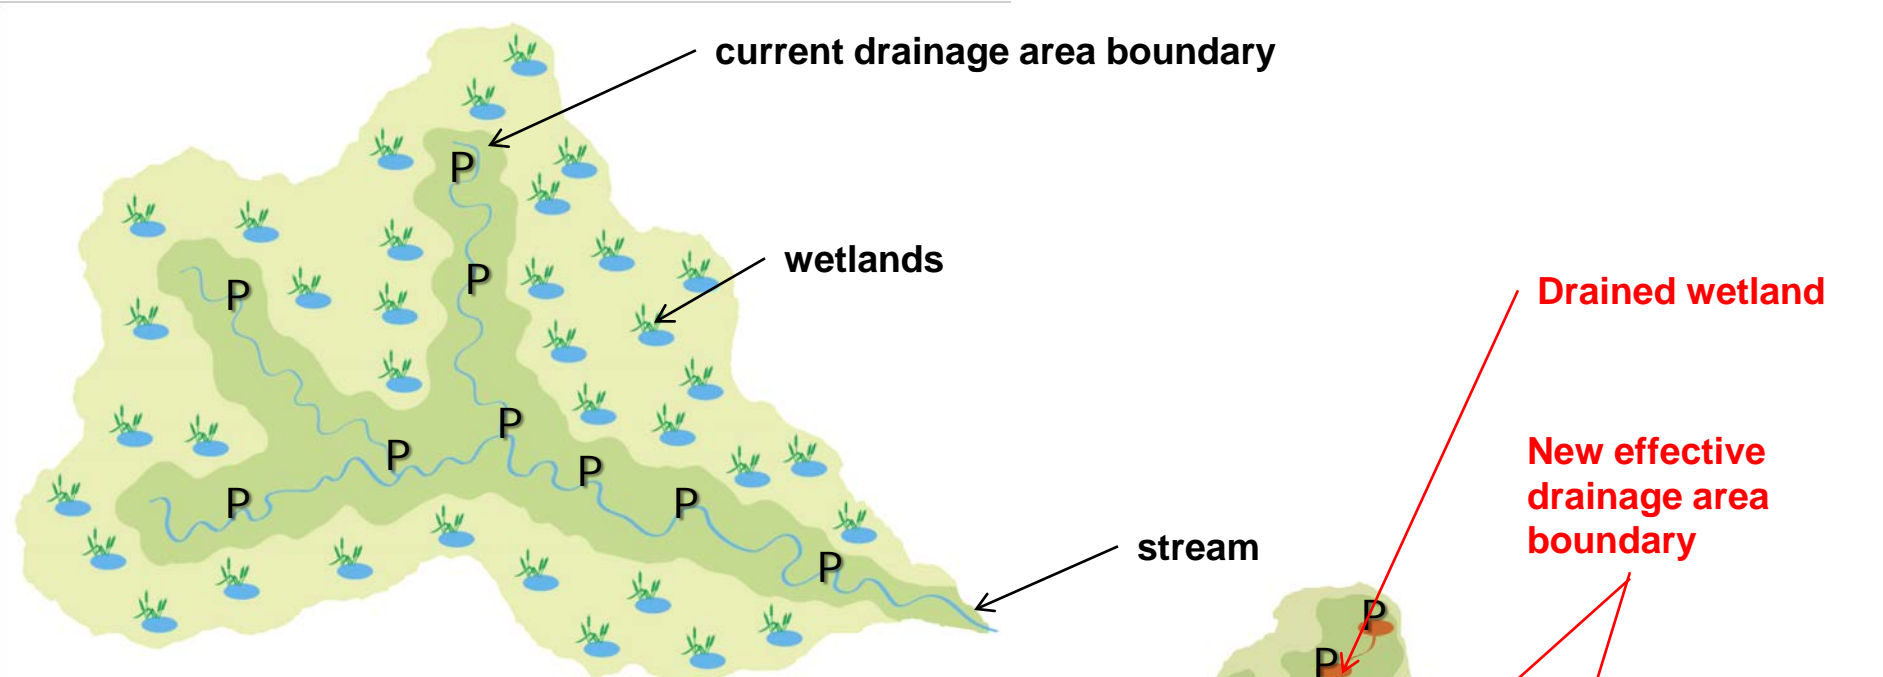 current drainage area boundary
P
wetlands
P
P
Drained wetland
P
P
New effective
drainage area
boundary
P
P
P
stream
P
P
P